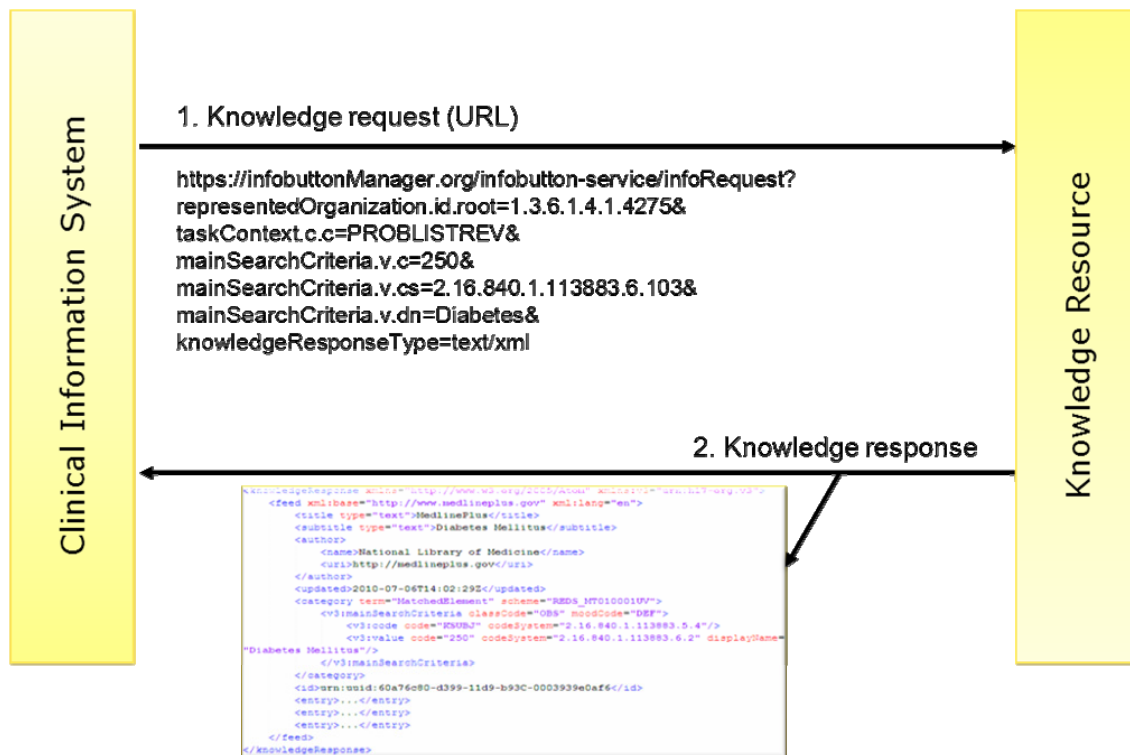 Clinical Information System
1. Knowledge request (URL)
https://infobuttonManager.org/infobutton-service/infoRequest?
representedOrganization.id.root=1.3.6.1.4.1.4275&
taskContext.c.c=PROBLISTREV&
mainSearchCriteria.v.c=250&
mainSearchCriteria.v.cs=2.16.840.1.113883.6.103&
mainSearchCriteria.v.dn=Diabetes&
knowledgeResponseType=text/xml
2. Knowledge response
<knowledgeResponse xmlns="http://www.w3.org/2005/Atom" xmlns:v3="urn:hl7-org:v3">
<feed xml:base="http://www.medlineplus.gov" xml:lang="en">
<title type="text">MedlinePlus</title>
<subtitle type="text">Diabetes Mellitus</subtitle>
<author>
<name>National Library of Medicine</name>
<uri>http://medlineplus.gov</uri>
</author>
<updated>2010-07-06T14:02:29Z</updated>
<category term="MatchedElement" scheme="REDS_MT010001UV">
<v3:mainSearchCriteria classCode="OBS" moodCode="DEF">
<v3:code code="KSUBJ" codeSystem="2.16.840.1.113883.5.4"/>
<v3:value code="250" codeSystem="2.16.840.1.113883.6.2" displayName=
"Diabetes Mellitus"/>
</v3:mainSearchCriteria>
</category>
<id>urn:uuid:60a76c80-d399-11d9-b93C-0003939e0af6</id>
<entry>...</entry>
<entry>...</entry>
<entry>...</entry>
</feed>
</knowledgeResponse>
Knowledge Resource